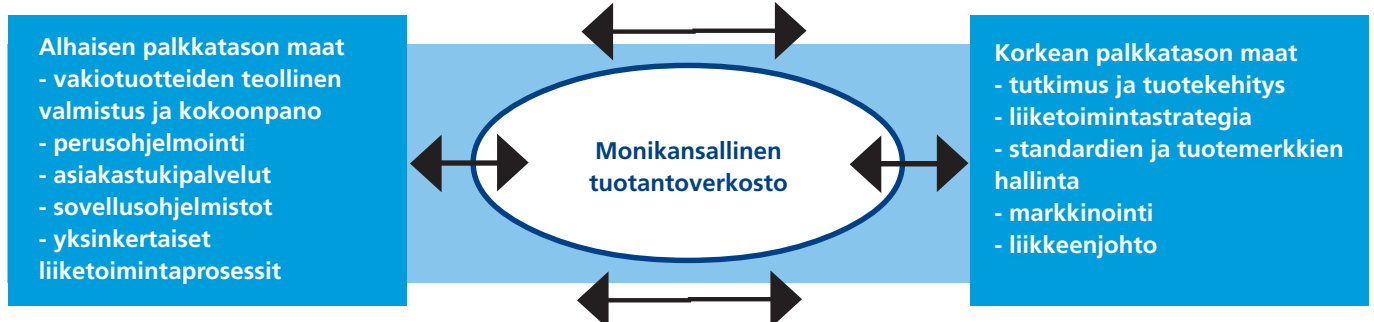 Alhaisen palkkatason maat
- vakiotuotteiden teollinen
valmistus ja kokoonpano
- perusohjelmointi
- asiakastukipalvelut
- sovellusohjelmistot
- yksinkertaiset
liiketoimintaprosessit
Monikansallinen
tuotantoverkosto
Korkean palkkatason maat
- tutkimus ja tuotekehitys
- liiketoimintastrategia
- standardien ja tuotemerkkien
hallinta
- markkinointi
- liikkeenjohto